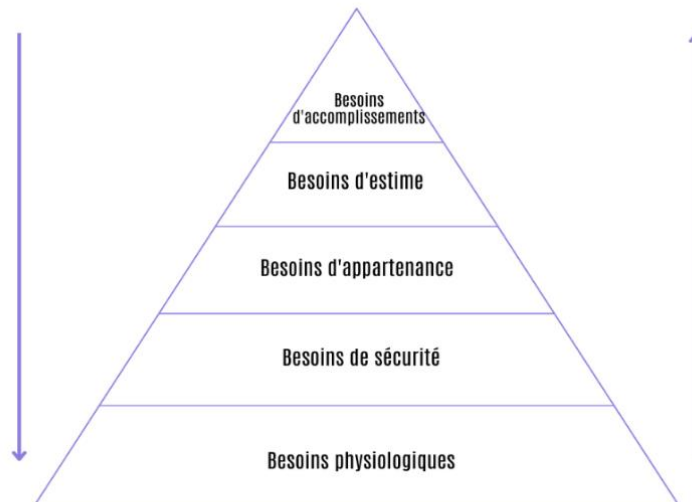 Besoins
d'accomplissements
Besoins d'estime
Besoins d'appartenance
Besoins de sécurité
Besoins physiologiques